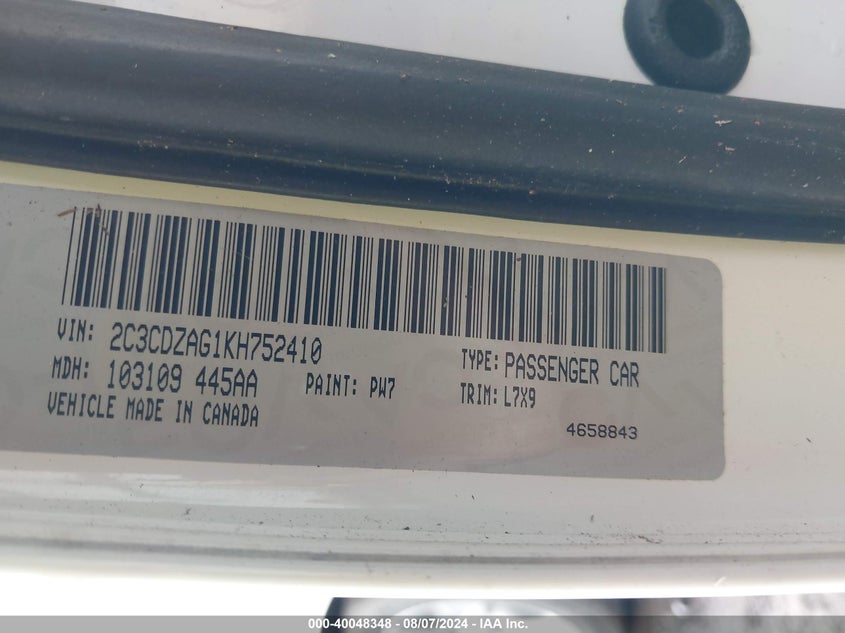 VIN: 2C3CDZAG1KH752410
TYPE: PASSENGER CAR
MDH: 103109 445AA
PAINT: PW7
TRIM: L7X9
VEHICLE MADE IN CANADA
4658843
000-40048348 - 08/07/2024 - IAA Inc.